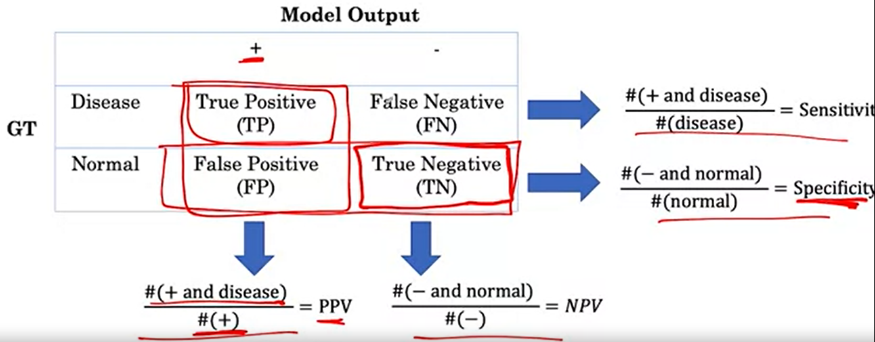 Model Output
+ -
Disease True Positive False Negative
(TP) (FN)
#(+ and disease)
#(disease)
= Sensitivit
GT
Normal False Positive True Negative
(FP) (TN)
#(− and normal)
#(normal)
= Specificity
#(+ and disease)
#(+)
= PPV
#(− and normal)
#(−)
= NPV